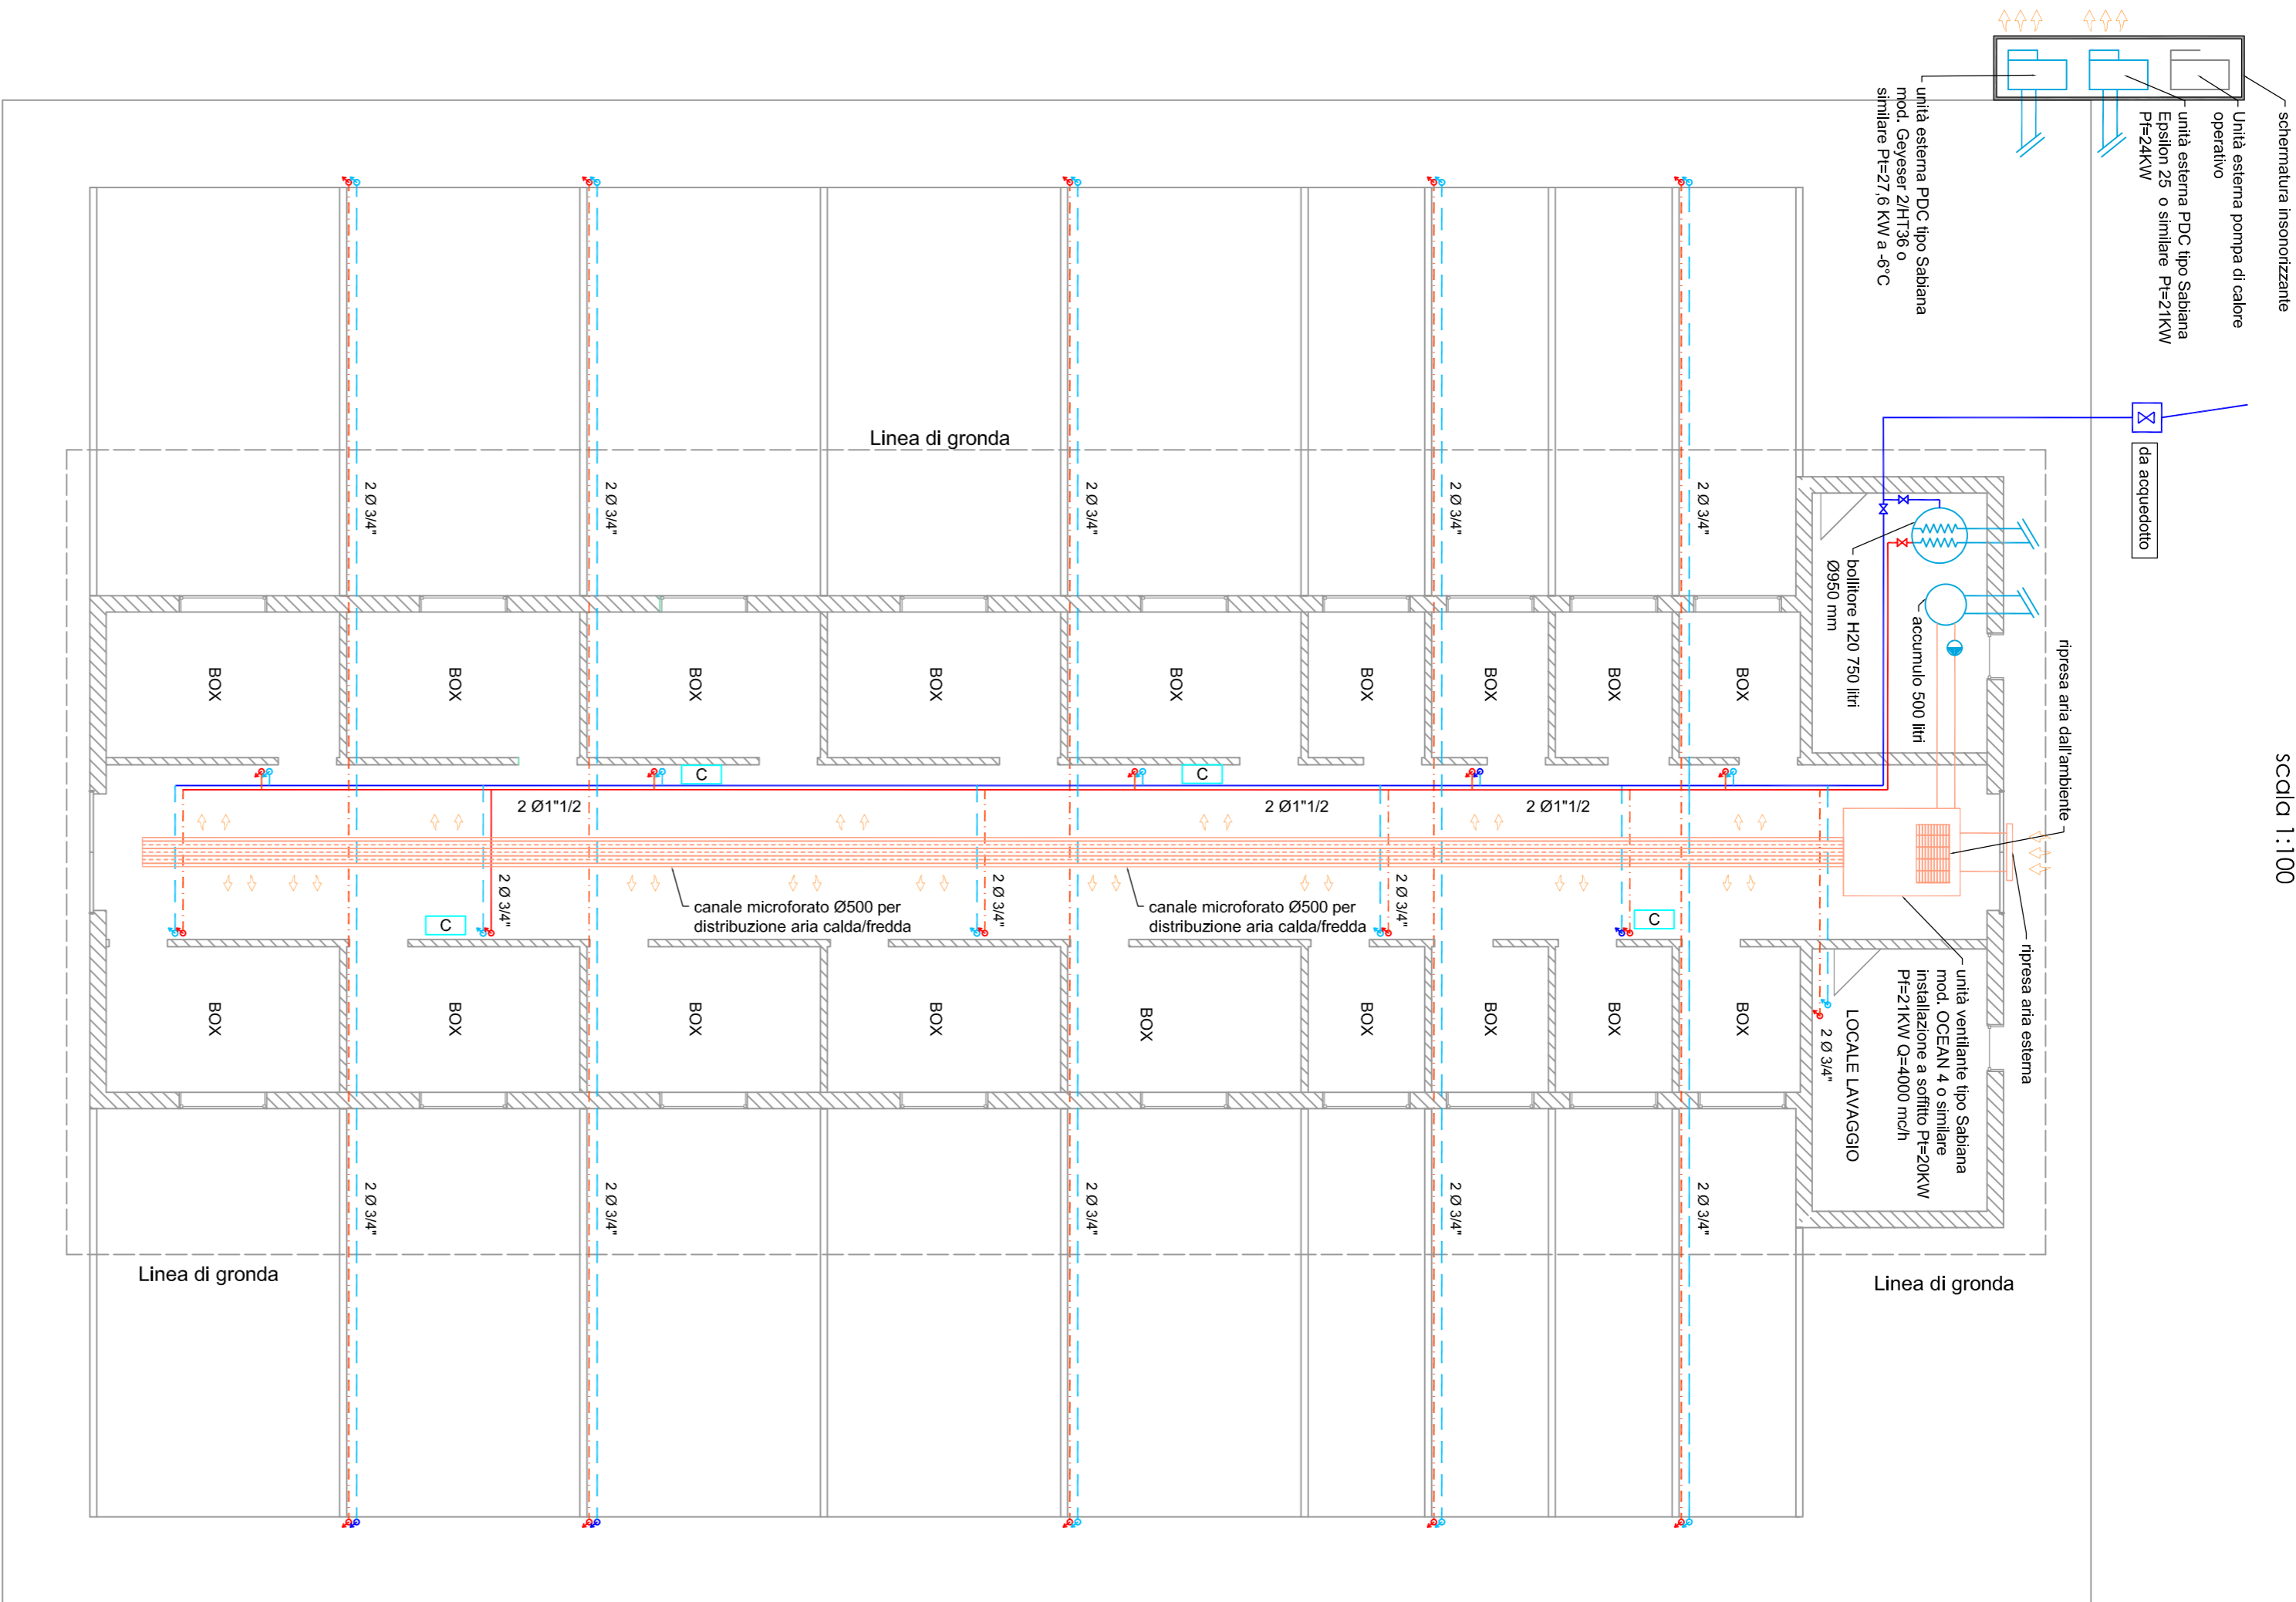 scala 1:100
schermatura insonorizzante
Unità esterna pompa di calore
operativo
unità esterna PDC tipo Sabiana
Epsilon 25 o similare Pt=21KW
Pf=24KW
unità esterna PDC tipo Sabiana
mod. Geyeser 2/HT36 o
similare Pt=27,6 KW a -6°C
da acquedotto
Linea di gronda
bollitore H20 750 litri
Ø950 mm
accumulo 500 litri
ripresa aria dall'ambiente
ripresa aria esterna
unità ventilante tipo Sabiana
mod. OCEAN 4 o similare
installazione a soffitto Pt=20KW
Pf=21KW Q=4000 mc/h
LOCALE LAVAGGIO
2 Ø 3/4"
2 Ø 3/4"
2 Ø 3/4"
2 Ø 3/4"
2 Ø 3/4"
2 Ø 3/4"
BOX
BOX
BOX
BOX
BOX
BOX
BOX
BOX
BOX
C
C
2 Ø1"1/2
2 Ø1"1/2
2 Ø1"1/2
2 Ø 3/4"
2 Ø 3/4"
2 Ø 3/4"
canale microforato Ø500 per
distribuzione aria calda/fredda
canale microforato Ø500 per
distribuzione aria calda/fredda
C
C
BOX
BOX
BOX
BOX
BOX
BOX
BOX
BOX
BOX
2 Ø 3/4"
2 Ø 3/4"
2 Ø 3/4"
2 Ø 3/4"
2 Ø 3/4"
Linea di gronda
Linea di gronda